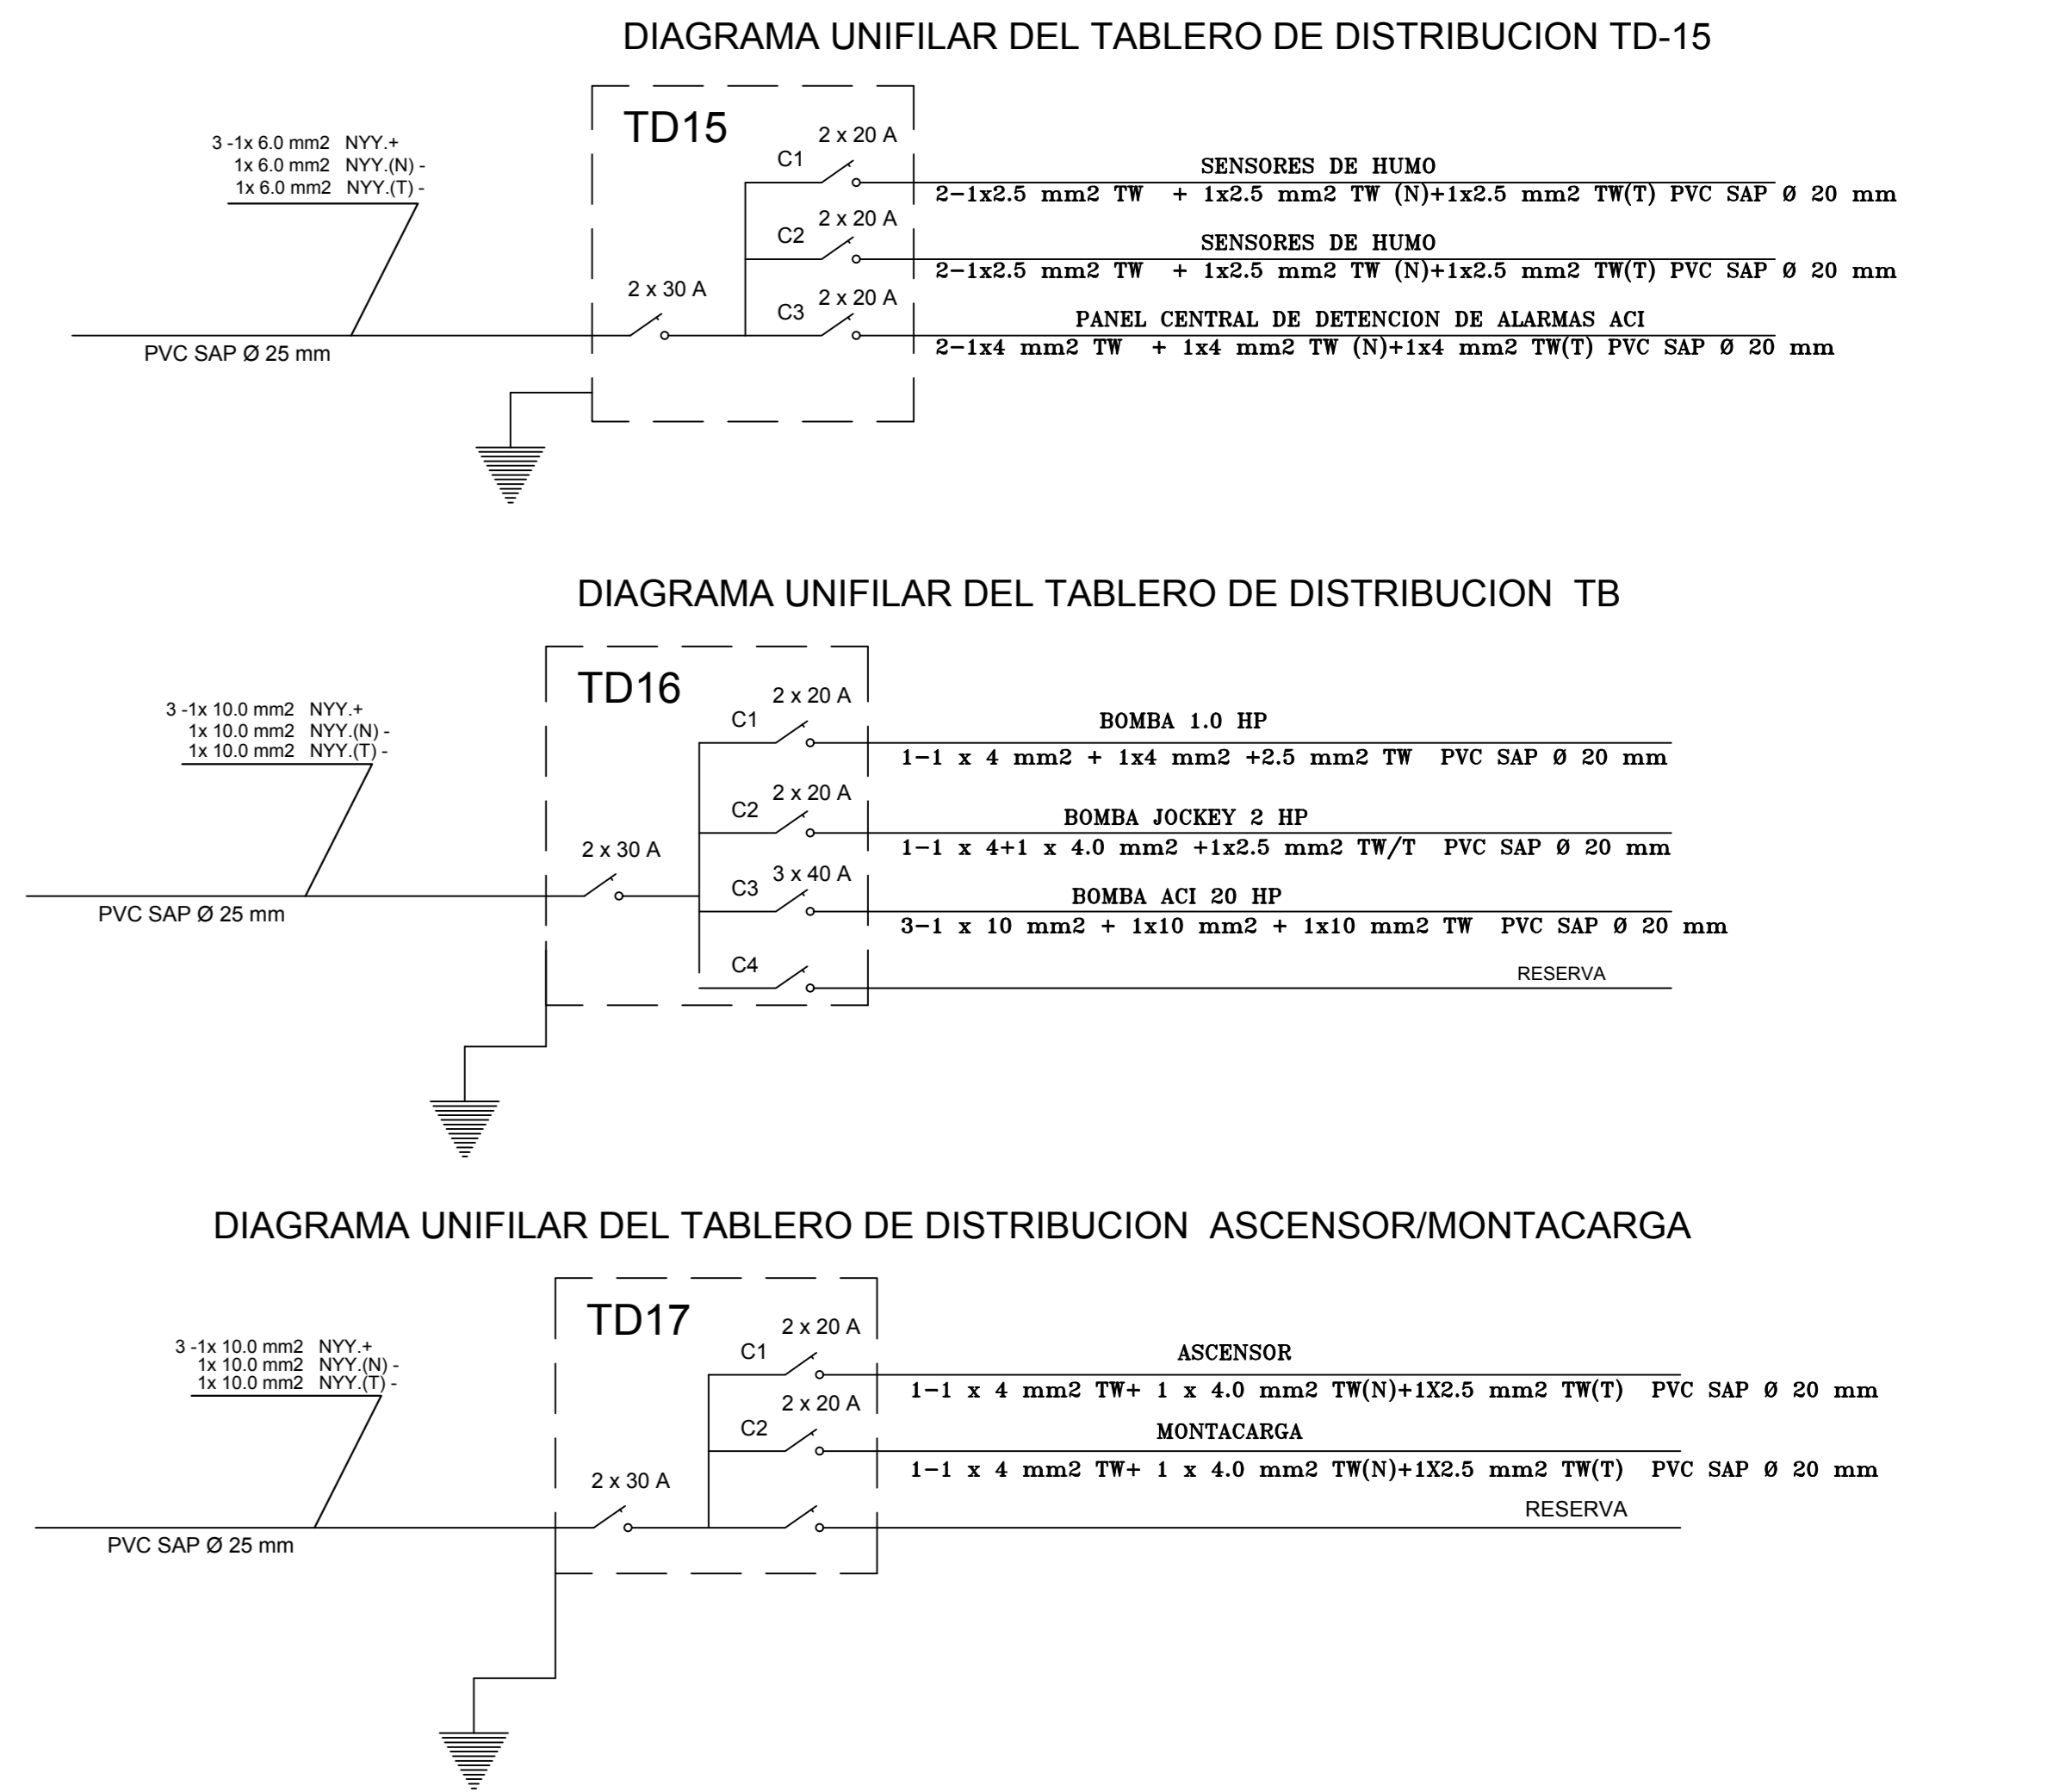 DIAGRAMA UNIFILAR DEL TABLERO DE DISTRIBUCION TD-15
TD15
3 -1x 6.0 mm2 NYY.+
1x 6.0 mm2 NYY.(N) -
1x 6.0 mm2 NYY.(T) -
PVC SAP Ø 25 mm
2 x 30 A
C1
2 x 20 A
SENSORES DE HUMO
2-1x2.5 mm2 TW + 1x2.5 mm2 TW (N)+1x2.5 mm2 TW(T) PVC SAP Ø 20 mm
C2
2 x 20 A
SENSORES DE HUMO
2-1x2.5 mm2 TW + 1x2.5 mm2 TW (N)+1x2.5 mm2 TW(T) PVC SAP Ø 20 mm
C3
2 x 20 A
PANEL CENTRAL DE DETENCION DE ALARMAS ACI
2-1x4 mm2 TW + 1x4 mm2 TW (N)+1x4 mm2 TW(T) PVC SAP Ø 20 mm
DIAGRAMA UNIFILAR DEL TABLERO DE DISTRIBUCION TB
TD16
3 -1x 10.0 mm2 NYY.+
1x 10.0 mm2 NYY.(N) -
1x 10.0 mm2 NYY.(T) -
PVC SAP Ø 25 mm
2 x 30 A
C1
2 x 20 A
BOMBA 1.0 HP
1-1 x 4 mm2 + 1x4 mm2 +2.5 mm2 TW PVC SAP Ø 20 mm
C2
2 x 20 A
BOMBA JOCKEY 2 HP
1-1 x 4+1 x 4.0 mm2 +1x2.5 mm2 TW/T PVC SAP Ø 20 mm
C3
3 x 40 A
BOMBA ACI 20 HP
3-1 x 10 mm2 + 1x10 mm2 + 1x10 mm2 TW PVC SAP Ø 20 mm
C4
RESERVA
DIAGRAMA UNIFILAR DEL TABLERO DE DISTRIBUCION ASCENSOR/MONTACARGA
TD17
3 -1x 10.0 mm2 NYY.+
1x 10.0 mm2 NYY.(N) -
1x 10.0 mm2 NYY.(T) -
PVC SAP Ø 25 mm
2 x 30 A
C1
2 x 20 A
ASCENSOR
1-1 x 4 mm2 TW+ 1 x 4.0 mm2 TW(N)+1X2.5 mm2 TW(T) PVC SAP Ø 20 mm
C2
2 x 20 A
MONTACARGA
1-1 x 4 mm2 TW+ 1 x 4.0 mm2 TW(N)+1X2.5 mm2 TW(T) PVC SAP Ø 20 mm
RESERVA